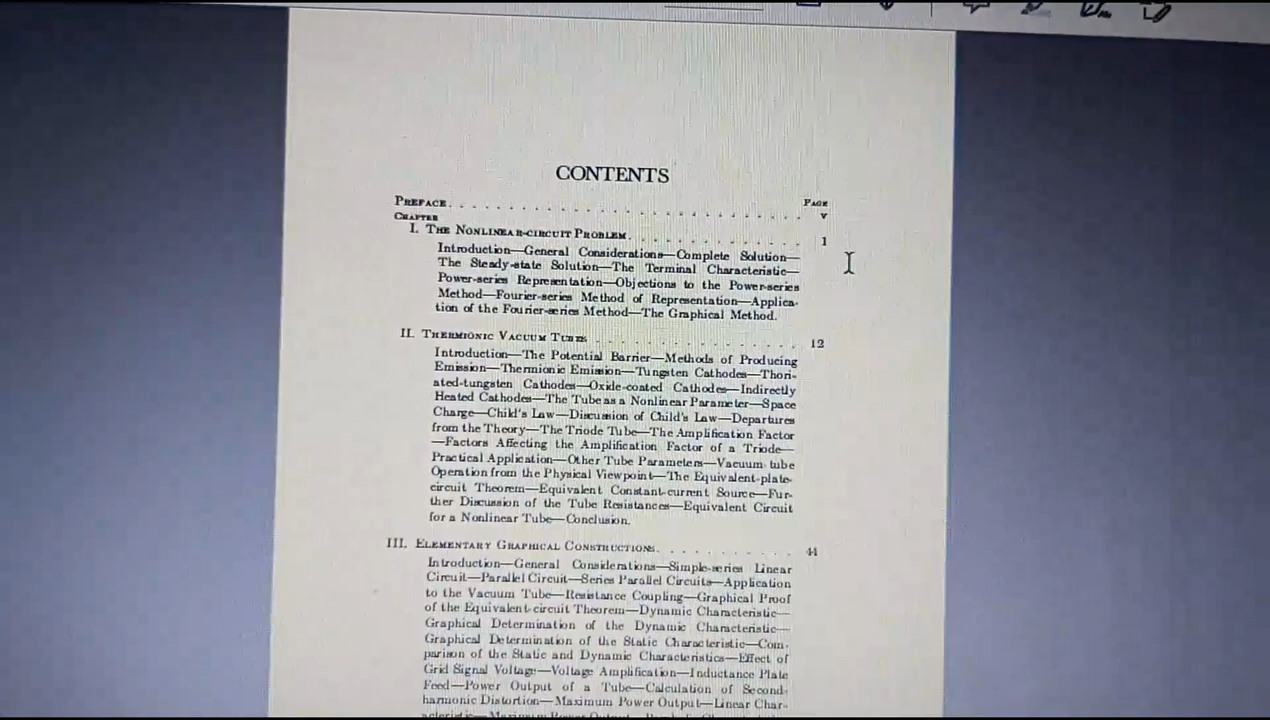 CONTENTS
PAGE
PREFACE. . . . . . . . . . . . . . . . . . . . . . . v
CHAPTER
I. THE NONLINEAR-CIRCUIT PROBLEM. . . . . . . . . . . 1
Introduction—General Considerations—Complete Solution—
The Steady-state Solution—The Terminal Characteristic—
Power-series Representation—Objections to the Power-series
Method—Fourier-series Method of Representation—Applica-
tion of the Fourier-series Method—The Graphical Method.
II. THERMIONIC VACUUM TUBES . . . . . . . . . . . . . 12
Introduction—The Potential Barrier—Methods of Producing
Emission—Thermionic Emission—Tungsten Cathodes—Thori-
ated-tungsten Cathodes—Oxide-coated Cathodes—Indirectly
Heated Cathodes—The Tube as a Nonlinear Parameter—Space
Charge—Child's Law—Discussion of Child's Law—Departures
from the Theory—The Triode Tube—The Amplification Factor
—Factors Affecting the Amplification Factor of a Triode—
Practical Application—Other Tube Parameters—Vacuum-tube
Operation from the Physical Viewpoint—The Equivalent-plate-
circuit Theorem—Equivalent Constant-current Source—Fur-
ther Discussion of the Tube Resistances—Equivalent Circuit
for a Nonlinear Tube—Conclusion.
III. ELEMENTARY GRAPHICAL CONSTRUCTIONS. . . . . . . . . . 44
Introduction—General Considerations—Simple-series Linear
Circuit—Parallel Circuit—Series Parallel Circuits—Application
to the Vacuum Tube—Resistance Coupling—Graphical Proof
of the Equivalent-circuit Theorem—Dynamic Characteristic—
Graphical Determination of the Dynamic Characteristic—
Graphical Determination of the Static Characteristic—Com-
parison of the Static and Dynamic Characteristics—Effect of
Grid Signal Voltage—Voltage Amplification—Inductance Plate
Feed—Power Output of a Tube—Calculation of Second-
harmonic Distortion—Maximum Power Output—Linear Char-